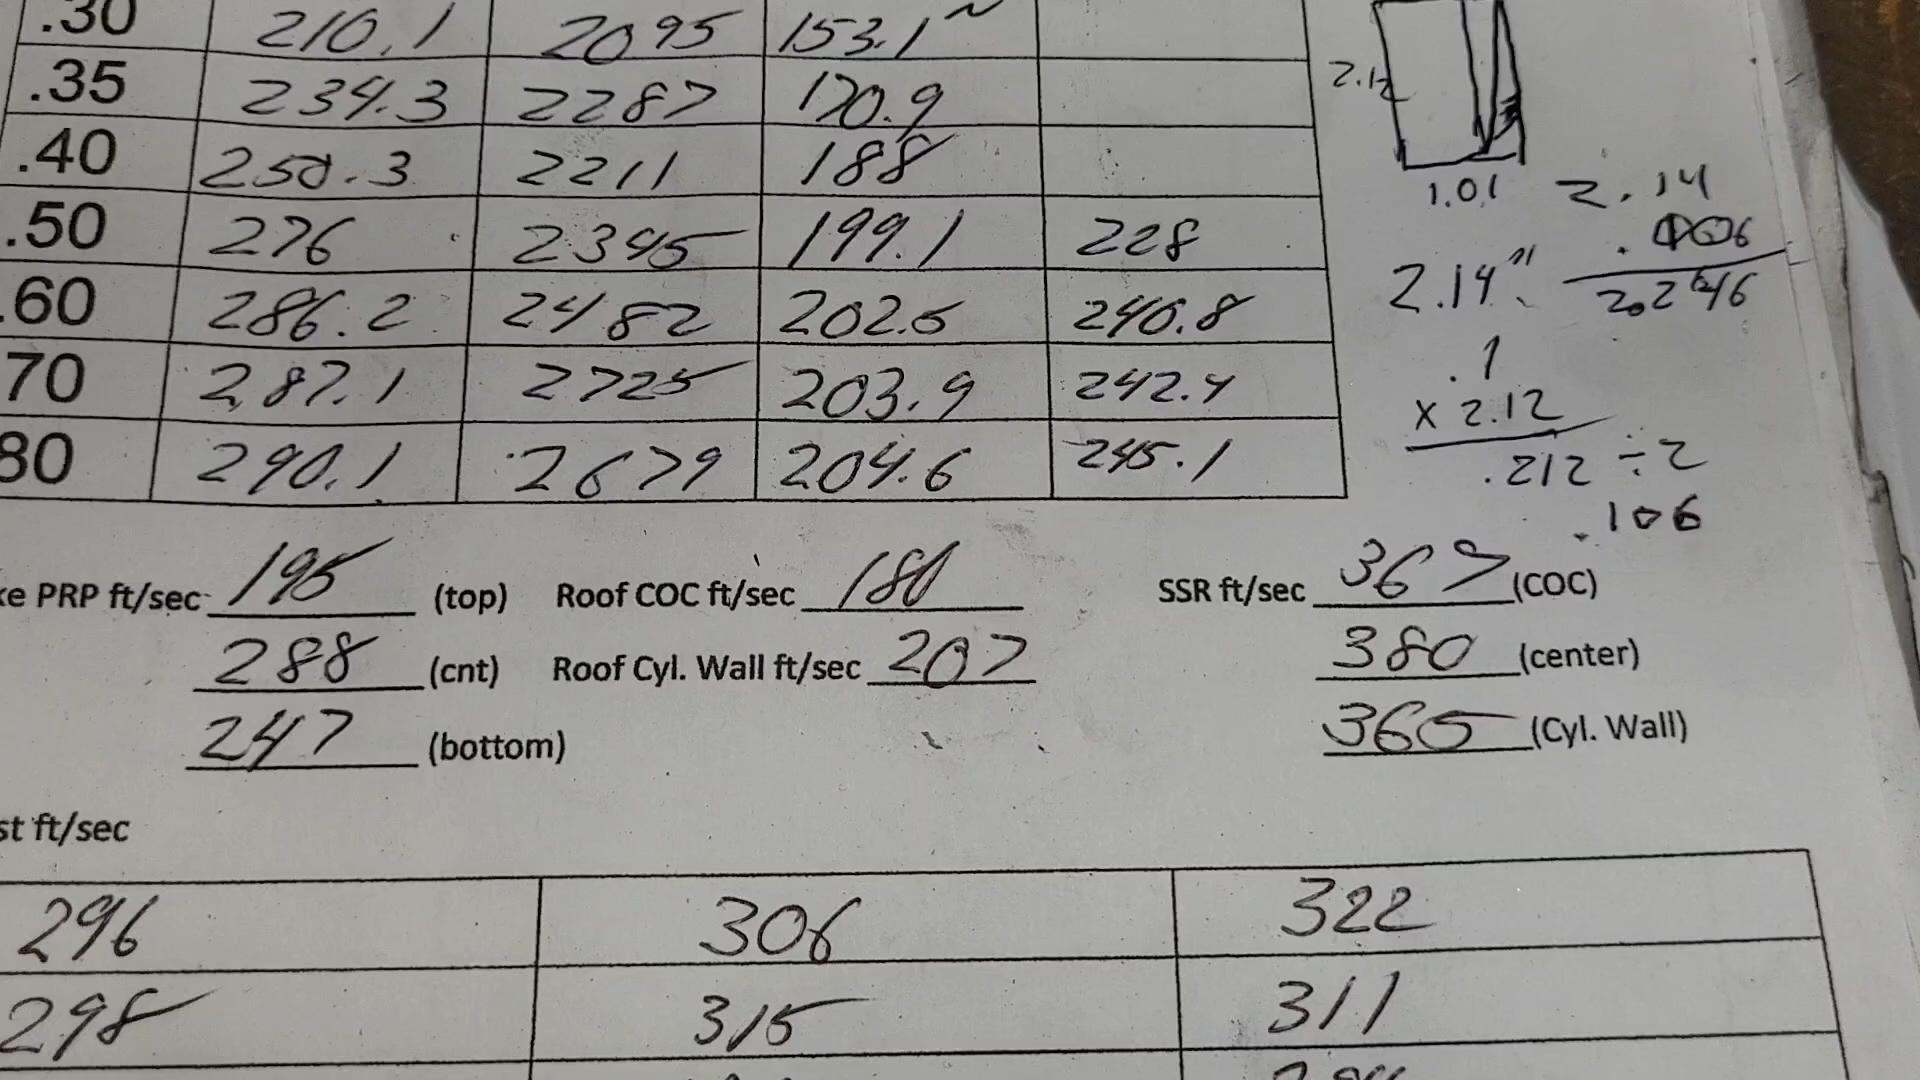 .30 210.1 2095 153.1~
.35 234.3 2287 170.9
.40 250.3 2211 188
.50 276 2345 199.1 228
.60 286.2 2482 202.5 240.8
70 287.1 2725 203.9 242.4
80 290.1 2679 204.6 245.1
2.12
1.01
2.14
2.14"
2.246
.1
x 2.12
.212 ÷ 2
.106
ke PRP ft/sec 195 (top) Roof COC ft/sec 180 SSR ft/sec 367 (COC)
288 (cnt) Roof Cyl. Wall ft/sec 207 380 (center)
247 (bottom) 365 (Cyl. Wall)
st ft/sec
296 306 322
298 315 311